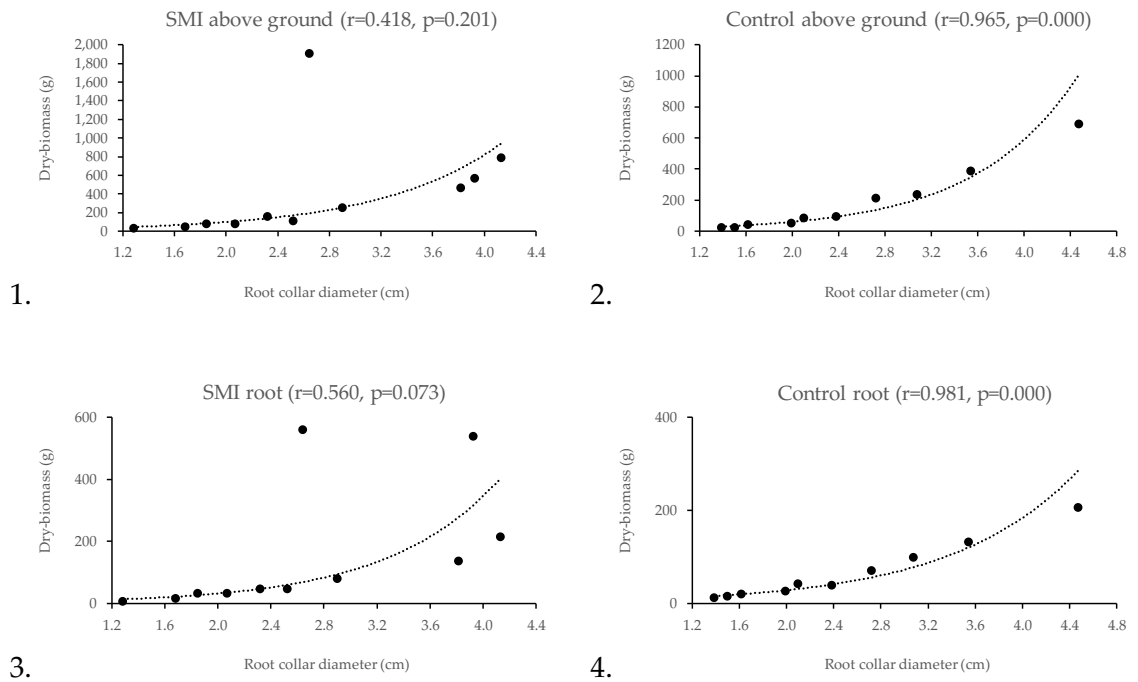 SMI above ground (r=0.418, p=0.201)
Dry-biomass (g)
2,000
1,800
1,600
1,400
1,200
1,000
800
600
400
200
0
1.2 1.6 2.0 2.4 2.8 3.2 3.6 4.0 4.4
Root collar diameter (cm)
1.
Control above ground (r=0.965, p=0.000)
Dry-biomass (g)
1200
1000
800
600
400
200
0
1.2 1.6 2.0 2.4 2.8 3.2 3.6 4.0 4.4 4.8
Root collar diameter (cm)
2.
SMI root (r=0.560, p=0.073)
Dry-biomass (g)
600
400
200
0
1.2 1.6 2.0 2.4 2.8 3.2 3.6 4.0 4.4
Root collar diameter (cm)
3.
Control root (r=0.981, p=0.000)
Dry-biomass (g)
400
200
0
1.2 1.6 2.0 2.4 2.8 3.2 3.6 4.0 4.4 4.8
Root collar diameter (cm)
4.